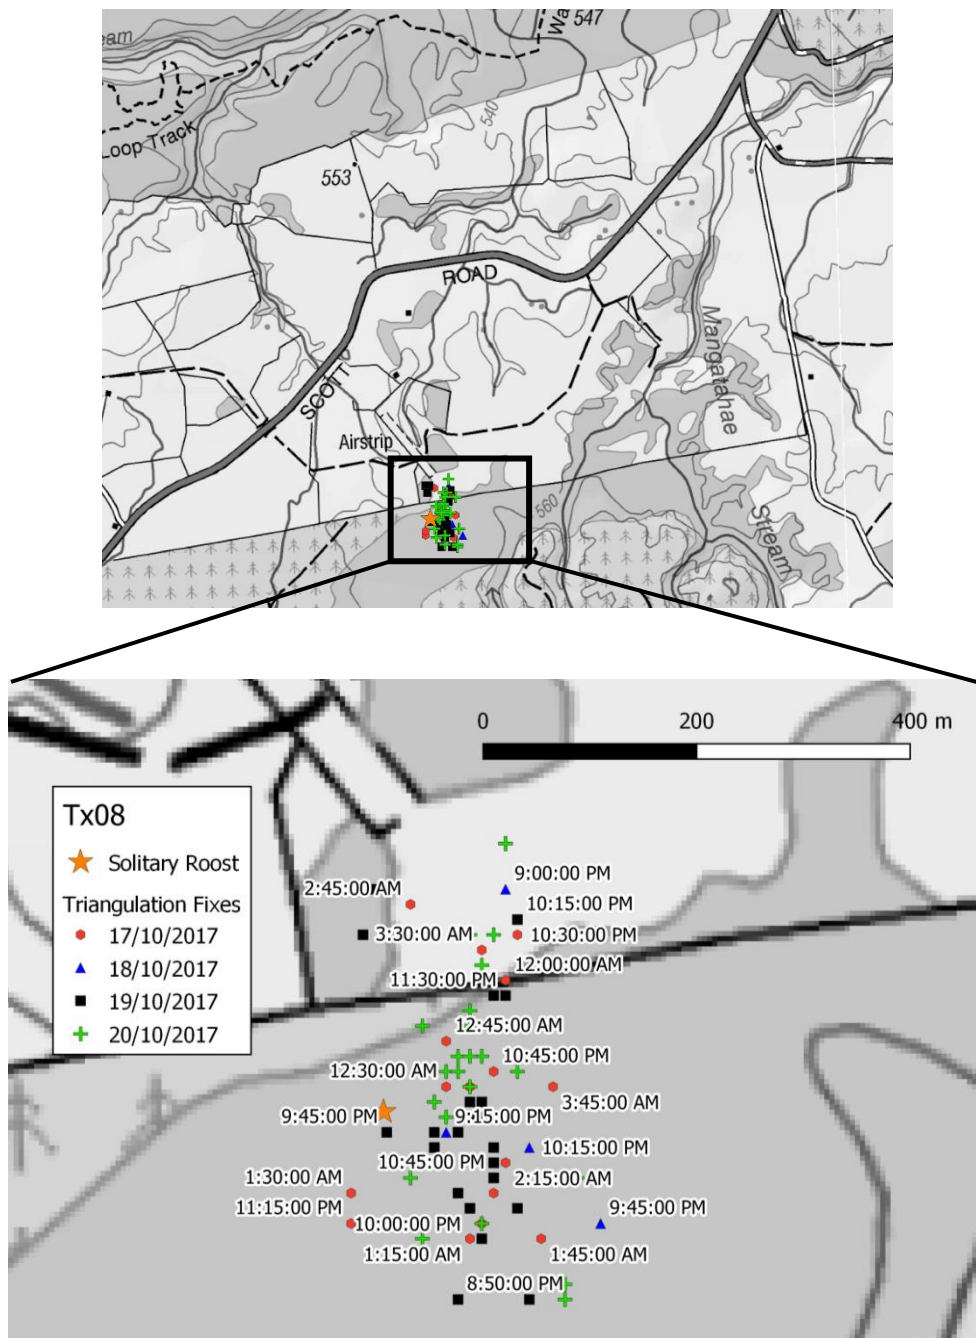 eam
Wa
547
Loop Track
540
553
ROAD
Mangatahae
SCOTT
Airstrip
560
Stream
0 200 400 m
Tx08
Solitary Roost
Triangulation Fixes
17/10/2017
18/10/2017
19/10/2017
20/10/2017
9:00:00 PM
2:45:00 AM
10:15:00 PM
3:30:00 AM
10:30:00 PM
12:00:00 AM
11:30:00 PM
12:45:00 AM
10:45:00 PM
12:30:00 AM
3:45:00 AM
9:45:00 PM
9:15:00 PM
10:15:00 PM
10:45:00 PM
1:30:00 AM
2:15:00 AM
11:15:00 PM
9:45:00 PM
10:00:00 PM
1:15:00 AM
1:45:00 AM
8:50:00 PM